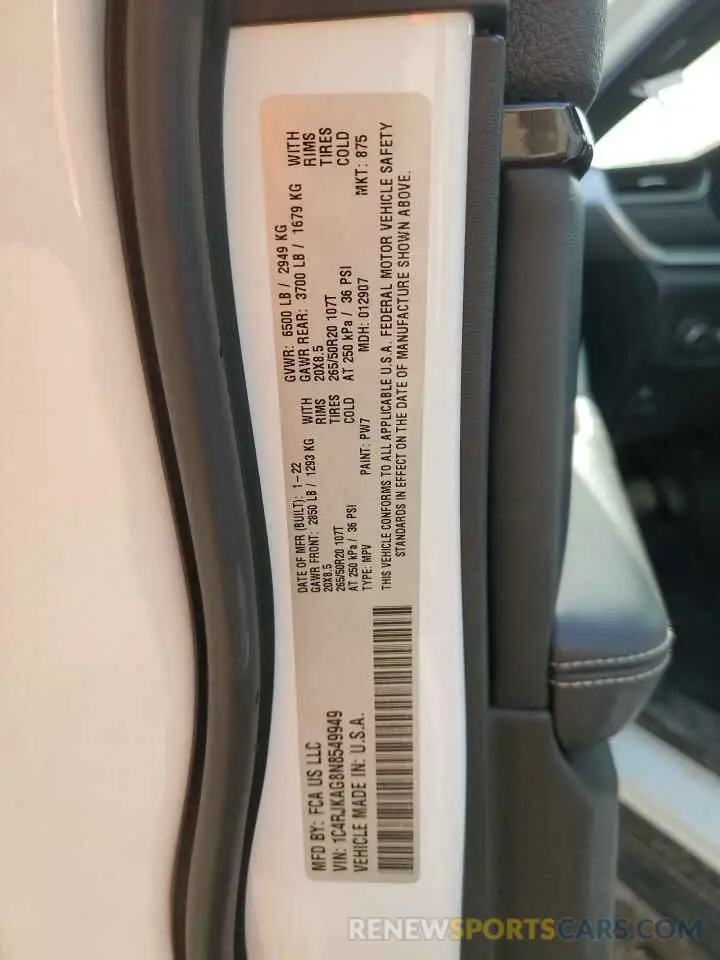 MFD BY: FCA US LLC
DATE OF MFR (BUILT): 1-22
GVWR: 6500 LB / 2949 KG
GAWR FRONT: 2850 LB / 1293 KG WITH
20X8.5 RIMS
265/50R20 107T TIRES
AT 250 kPa / 36 PSI COLD
GAWR REAR: 3700 LB / 1679 KG WITH
20X8.5 RIMS
265/50R20 107T TIRES
AT 250 kPa / 36 PSI COLD
VIN: 1C4RJKAG8N8549949
TYPE: MPV PAINT: PW7 MDH: 012907 MKT: 875
VEHICLE MADE IN: U.S.A.
THIS VEHICLE CONFORMS TO ALL APPLICABLE U.S.A. FEDERAL MOTOR VEHICLE SAFETY
STANDARDS IN EFFECT ON THE DATE OF MANUFACTURE SHOWN ABOVE.
RENEWSPORTSCARS.COM